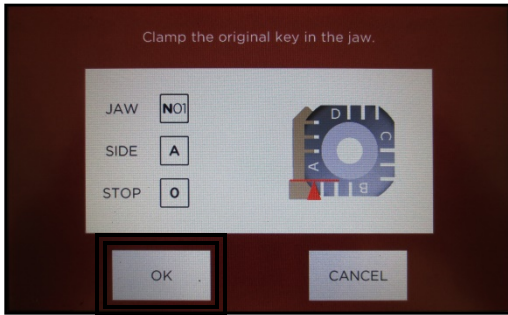 Clamp the original key in the jaw.
JAW N01
SIDE A
STOP 0
D
C
A
B
OK
CANCEL